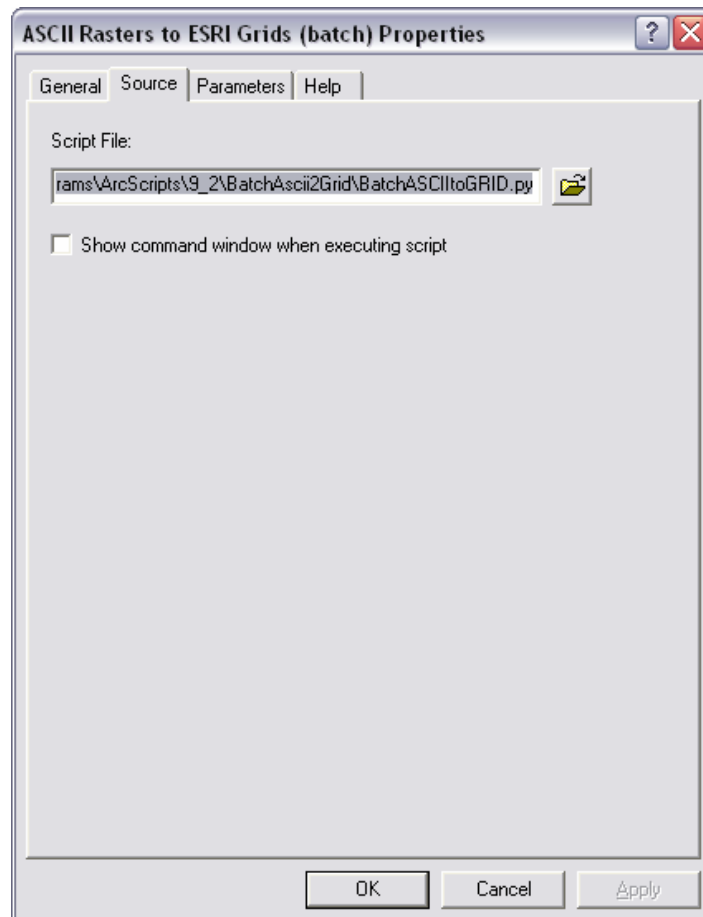 ASCII Rasters to ESRI Grids (batch) Properties
General Source Parameters Help
Script File:
rams\ArcScripts\9_2\BatchAscii2Grid\BatchASCIItoGRID.py
Show command window when executing script
OK Cancel Apply